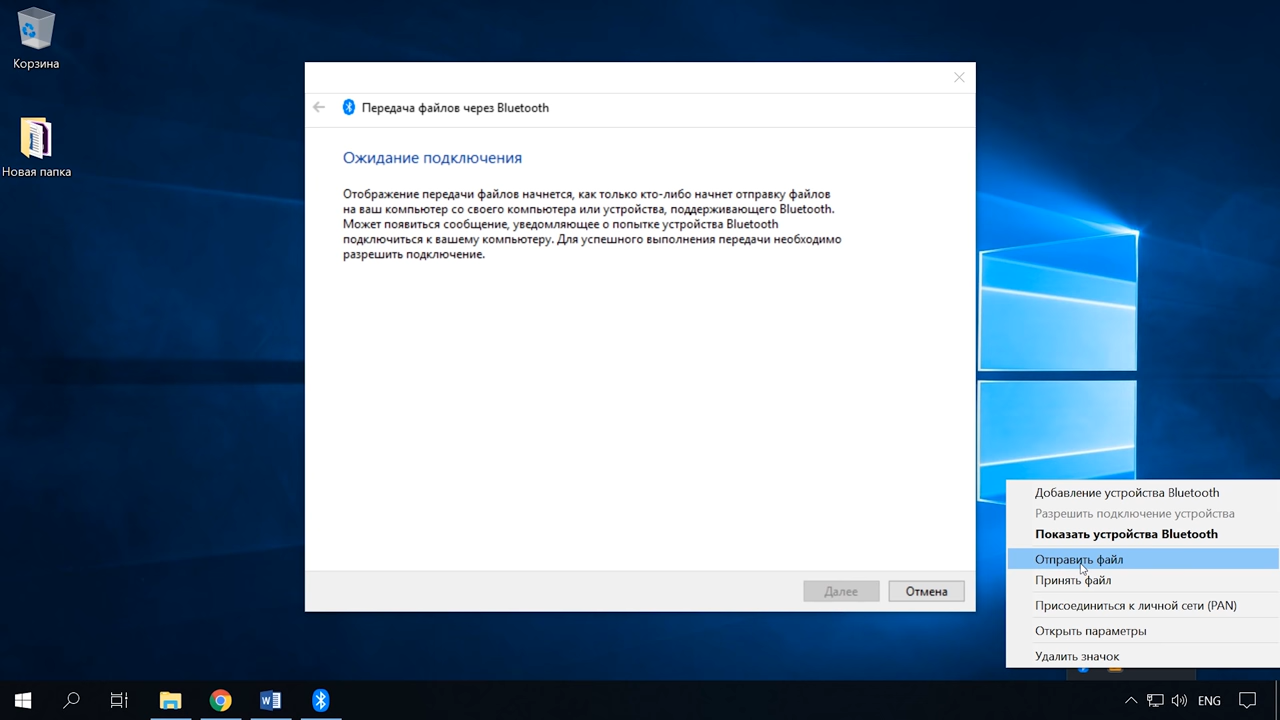 Корзина
Новая папка
Передача файлов через Bluetooth
Ожидание подключения
Отображение передачи файлов начнется, как только кто-либо начнет отправку файлов
на ваш компьютер со своего компьютера или устройства, поддерживающего Bluetooth.
Может появиться сообщение, уведомляющее о попытке устройства Bluetooth
подключиться к вашему компьютеру. Для успешного выполнения передачи необходимо
разрешить подключение.
Далее
Отмена
Добавление устройства Bluetooth
Разрешить подключение устройства
Показать устройства Bluetooth
Отправить файл
Принять файл
Присоединиться к личной сети (PAN)
Открыть параметры
Удалить значок
ENG